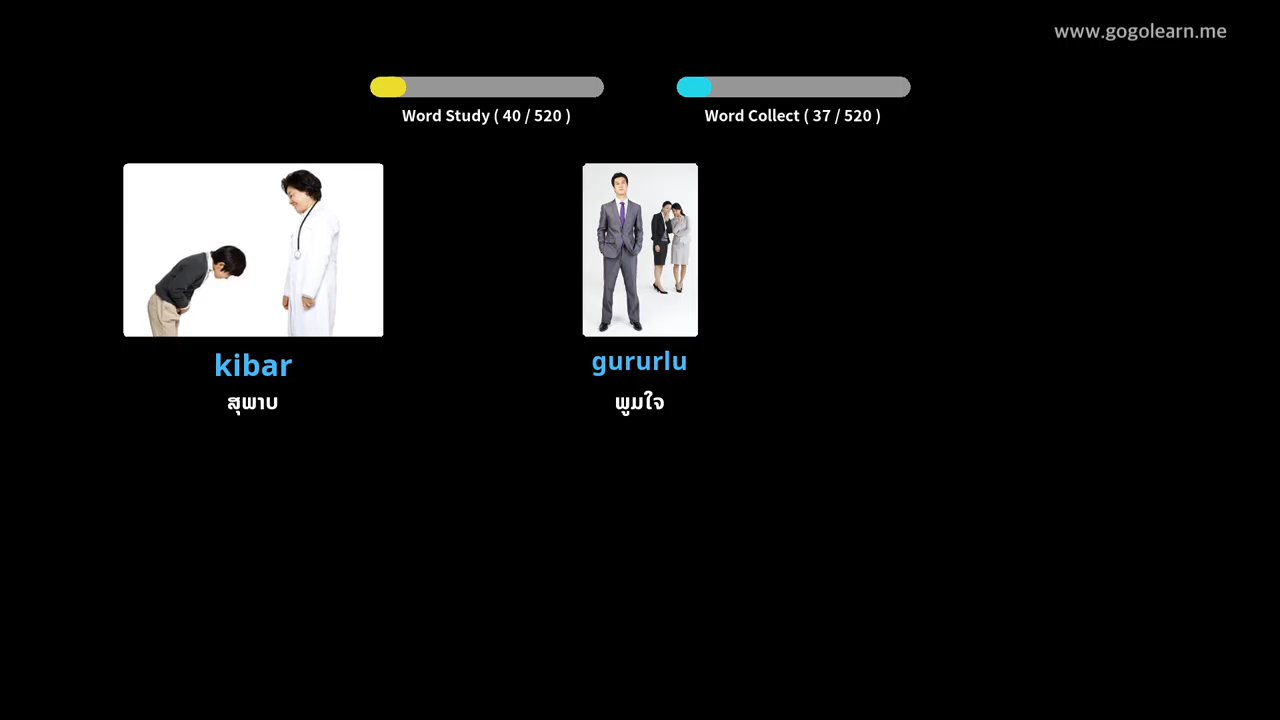 www.gogolearn.me
Word Study ( 40 / 520 )
Word Collect ( 37 / 520 )
kibar
ສຸພາບ
gururlu
ພູມໃຈ